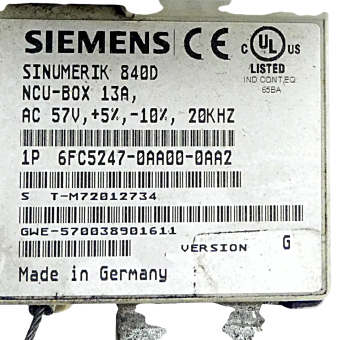 SIEMENS CE c UL US
LISTED
IND CONT.EQ
65BA
SINUMERIK 840D
NCU-BOX 13A,
AC 57V,+5%,-10%, 20KHZ
1P 6FC5247-0AA00-0AA2
S T-M72012734
GWE-570038901611
VERSION G
Made in Germany